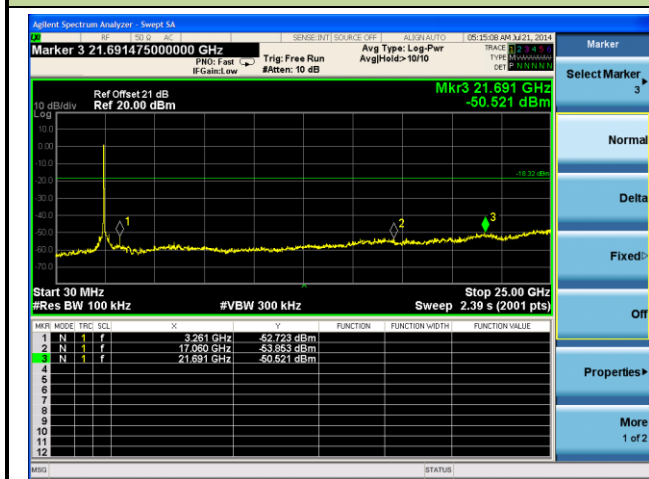 Agilent Spectrum Analyzer - Swept SA
RF 50 Ω AC SENSE:INT SOURCE OFF ALIGN AUTO 05:15:08 AM Jul 21, 2014
Marker 3 21.691475000000 GHz
Avg Type: Log-Pwr
TRACE 1 2 3 4 5 6
PNO: Fast
Trig: Free Run
Avg|Hold:>10/10
TYPE
IFGain:Low
#Atten: 10 dB
DET P N N N N N
Ref Offset 21 dB
Mkr3 21.691 GHz
10 dB/div Ref 20.00 dBm
-50.521 dBm
Log
10.0
0.00
-10.0
-18.32 dBm
-20.0
-30.0
-40.0
1
2
3
-50.0
-60.0
-70.0
Start 30 MHz
Stop 25.00 GHz
#Res BW 100 kHz
#VBW 300 kHz
Sweep 2.39 s (2001 pts)
MKR MODE TRC SCL X Y FUNCTION FUNCTION WIDTH FUNCTION VALUE
1 N 1 f 3.261 GHz -52.723 dBm
2 N 1 f 17.060 GHz -53.853 dBm
3 N 1 f 21.691 GHz -50.521 dBm
4
5
6
7
8
9
10
11
12
MSG
STATUS
Marker
Select Marker
3
Normal
Delta
Fixed
Off
Properties
More
1 of 2